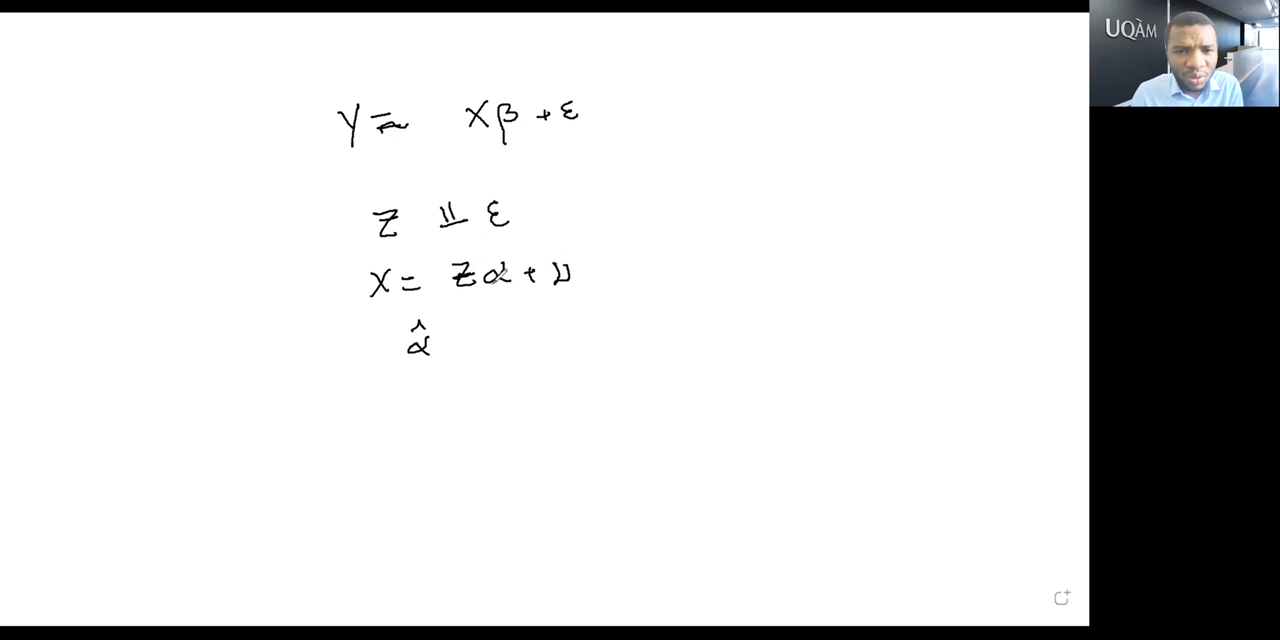 Y = Xβ + ε
Z ⫫ ε
X = Zα + ν
α̂
UQÀM